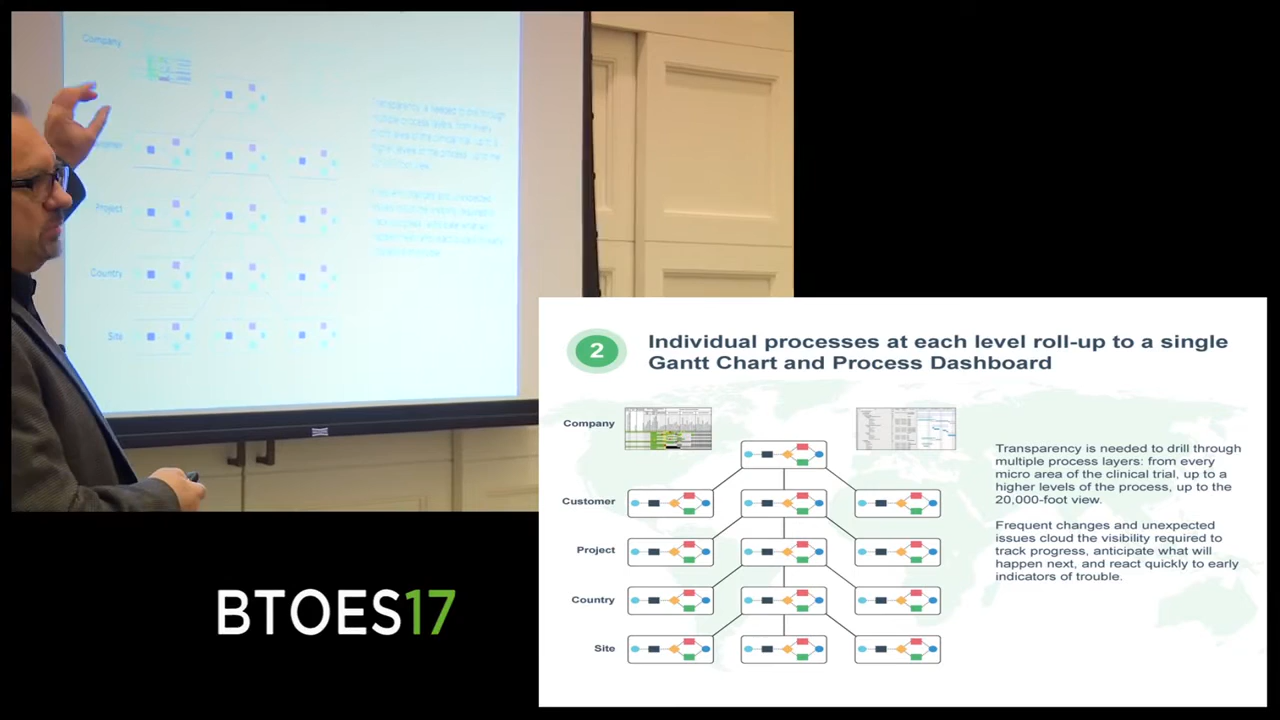 Company
Project
Country
Site
BTOES17
2
Individual processes at each level roll-up to a single
Gantt Chart and Process Dashboard
Company
Customer
Project
Country
Site
Transparency is needed to drill through
multiple process layers: from every
micro area of the clinical trial, up to a
higher levels of the process, up to the
20,000-foot view.
Frequent changes and unexpected
issues cloud the visibility required to
track progress, anticipate what will
happen next, and react quickly to early
indicators of trouble.